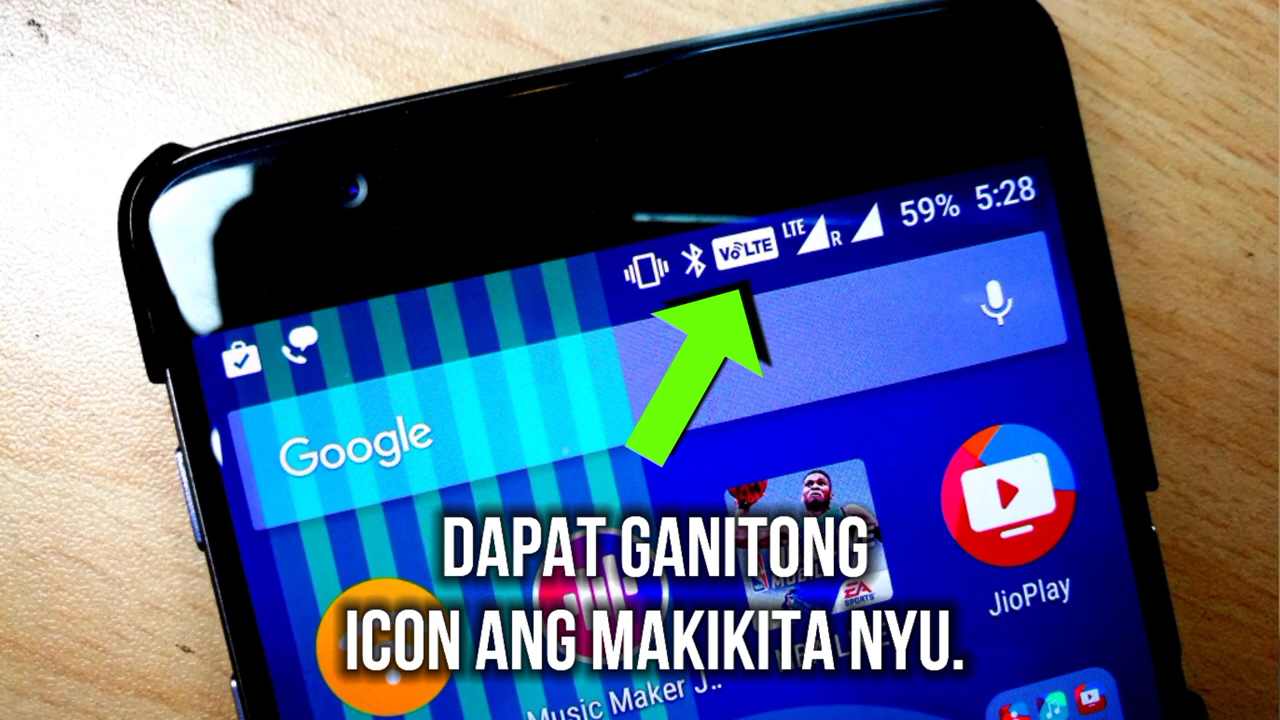 VoLTE LTE R 59% 5:28
Google
JioPlay
EA
SPORTS
DAPAT GANITONG
ICON ANG MAKIKITA NYU.
Music Maker J..